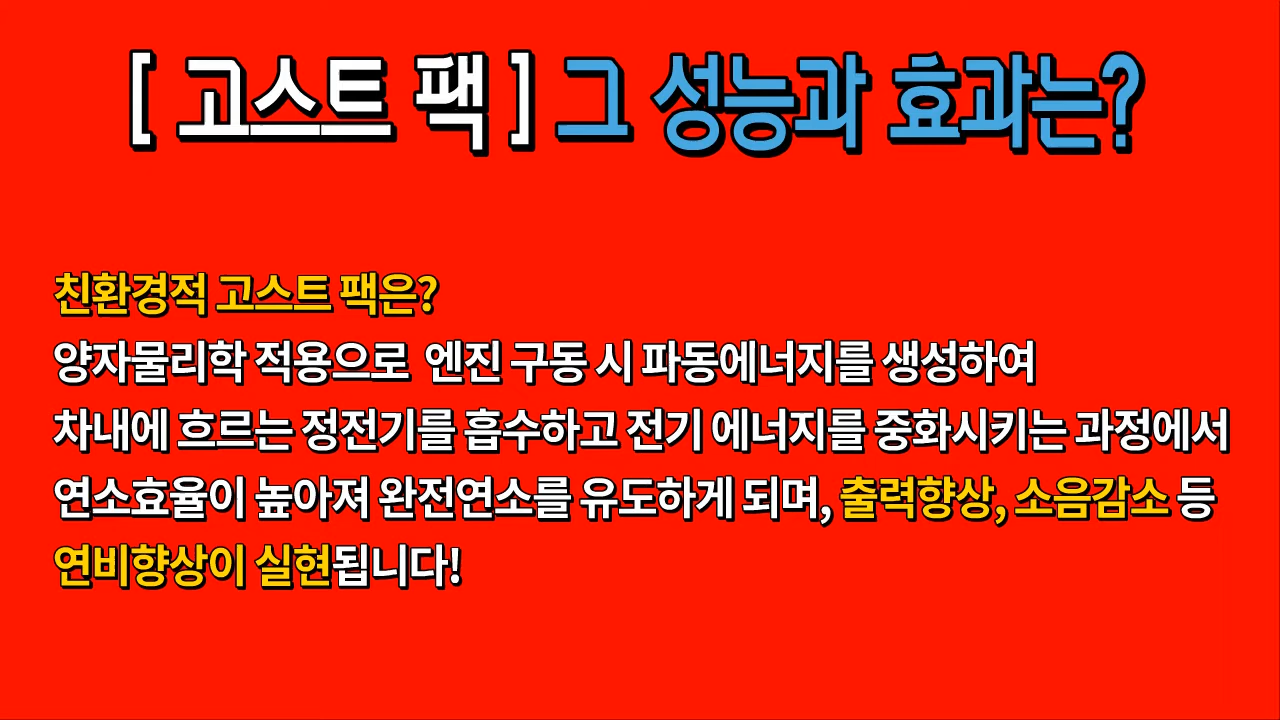 [ 고스트 팩 ] 그 성능과 효과는?
친환경적 고스트 팩은?
양자물리학 적용으로 엔진 구동 시 파동에너지를 생성하여
차내에 흐르는 정전기를 흡수하고 전기 에너지를 중화시키는 과정에서
연소효율이 높아져 완전연소를 유도하게 되며, 출력향상, 소음감소 등
연비향상이 실현됩니다!